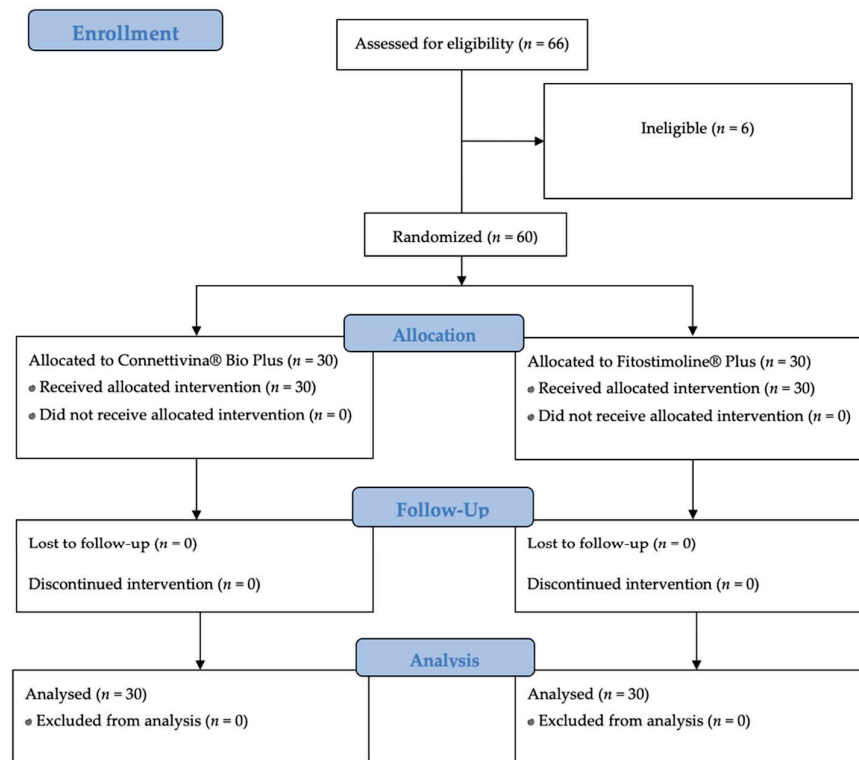 Enrollment
Assessed for eligibility (n = 66)
Ineligible (n = 6)
Randomized (n = 60)
Allocation
Allocated to Connettivina® Bio Plus (n = 30)
Received allocated intervention (n = 30)
Did not receive allocated intervention (n = 0)
Allocated to Fitostimoline® Plus (n = 30)
Received allocated intervention (n = 30)
Did not receive allocated intervention (n = 0)
Follow-Up
Lost to follow-up (n = 0)
Discontinued intervention (n = 0)
Lost to follow-up (n = 0)
Discontinued intervention (n = 0)
Analysis
Analysed (n = 30)
Excluded from analysis (n = 0)
Analysed (n = 30)
Excluded from analysis (n = 0)